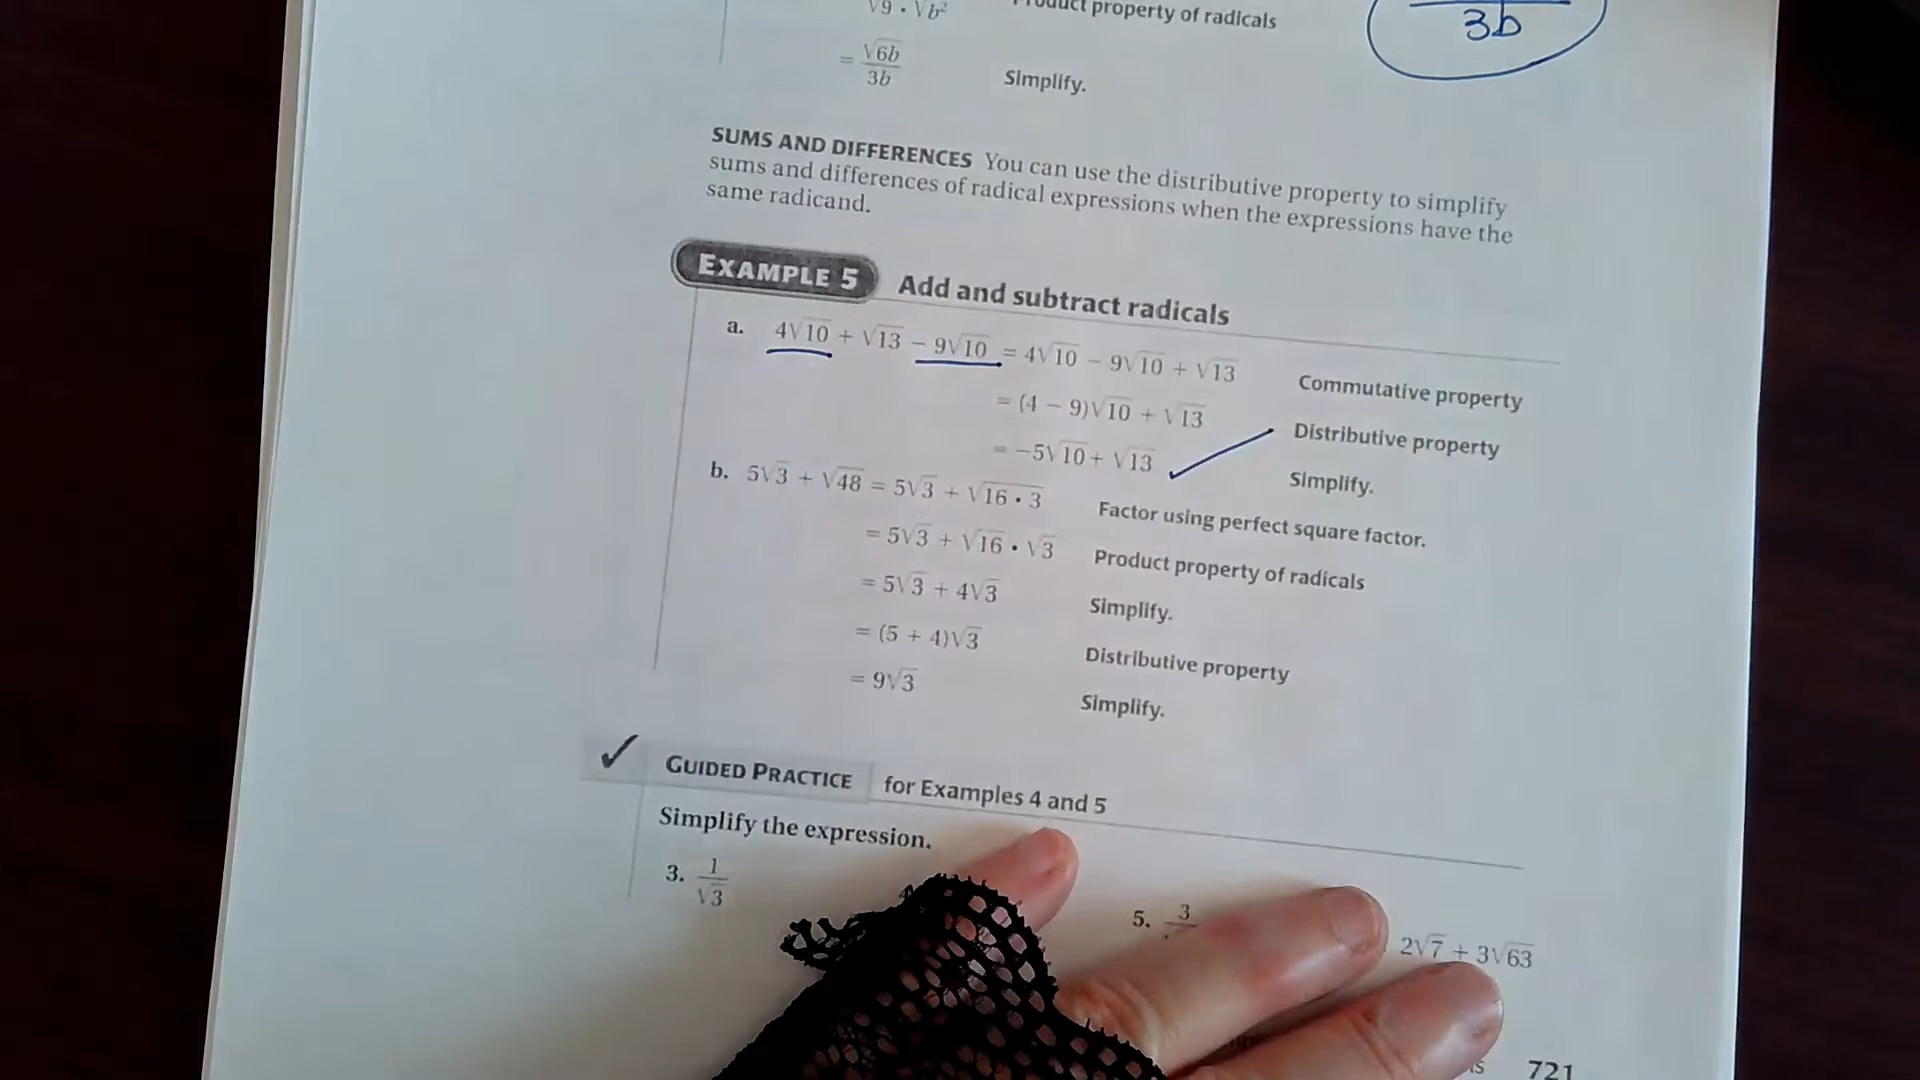 √9 • √b²
property of radicals
3b
= √6b / 3b Simplify.
SUMS AND DIFFERENCES You can use the distributive property to simplify
sums and differences of radical expressions when the expressions have the
same radicand.
EXAMPLE 5 Add and subtract radicals
a. 4√10 + √13 − 9√10 = 4√10 − 9√10 + √13 Commutative property
= (4 − 9)√10 + √13 Distributive property
= −5√10 + √13 Simplify.
b. 5√3 + √48 = 5√3 + √16 • 3 Factor using perfect square factor.
= 5√3 + √16 • √3 Product property of radicals
= 5√3 + 4√3 Simplify.
= (5 + 4)√3 Distributive property
= 9√3 Simplify.
✓ GUIDED PRACTICE for Examples 4 and 5
Simplify the expression.
3. 1/√3 5. 3 2√7 + 3√63
721